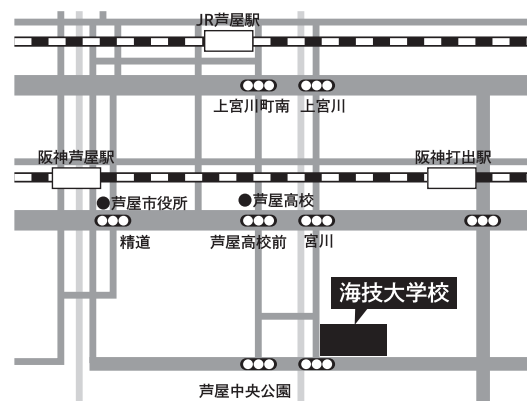 JR芦屋駅
上宮川町南
上宮川
阪神芦屋駅
阪神打出駅
芦屋市役所
芦屋高校
精道
芦屋高校前
宮川
海技大学校
芦屋中央公園